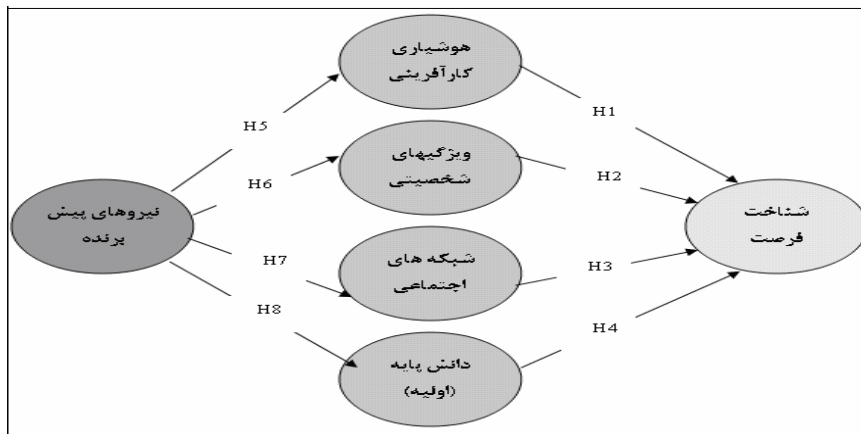 هوشیاری
کارآفرینی
H1
H5
ویژگیهای
شخصیتی
H2
H6
شناخت
فرصت
نیروهای پیش
برنده
شبکه های
اجتماعی
H3
H7
H8
H4
دانش پایه
(اولیه)